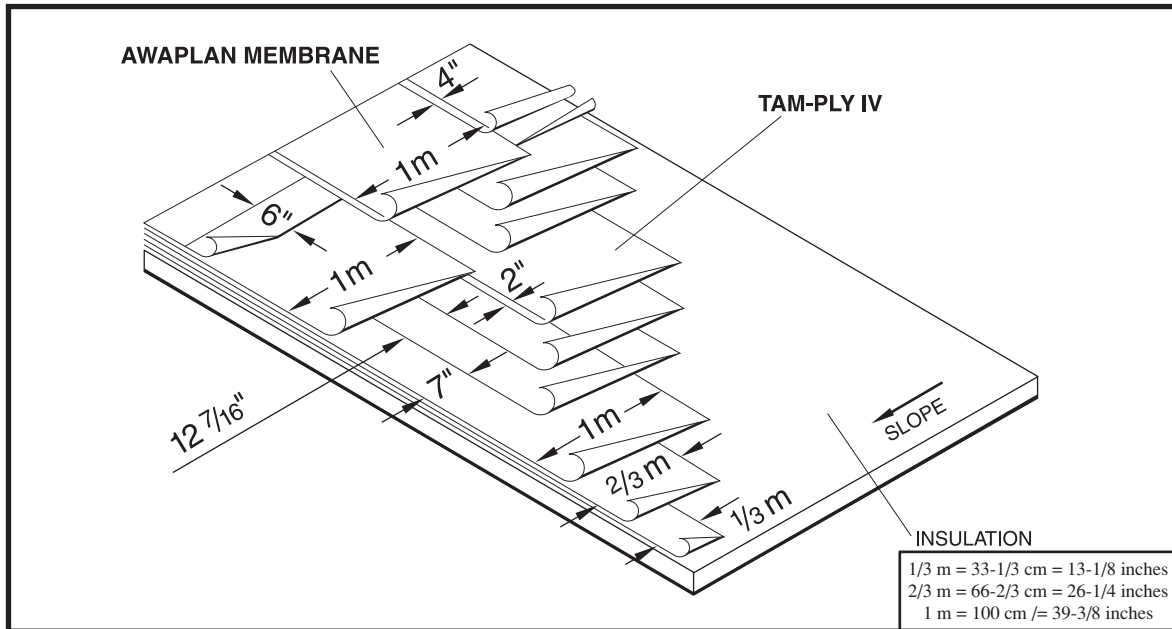 AWAPLAN MEMBRANE
4"
TAM-PLY IV
1m
6"
1m
2"
7"
12 7/16"
1m
2/3 m
1/3 m
SLOPE
INSULATION
1/3 m = 33-1/3 cm = 13-1/8 inches
2/3 m = 66-2/3 cm = 26-1/4 inches
1 m = 100 cm /= 39-3/8 inches